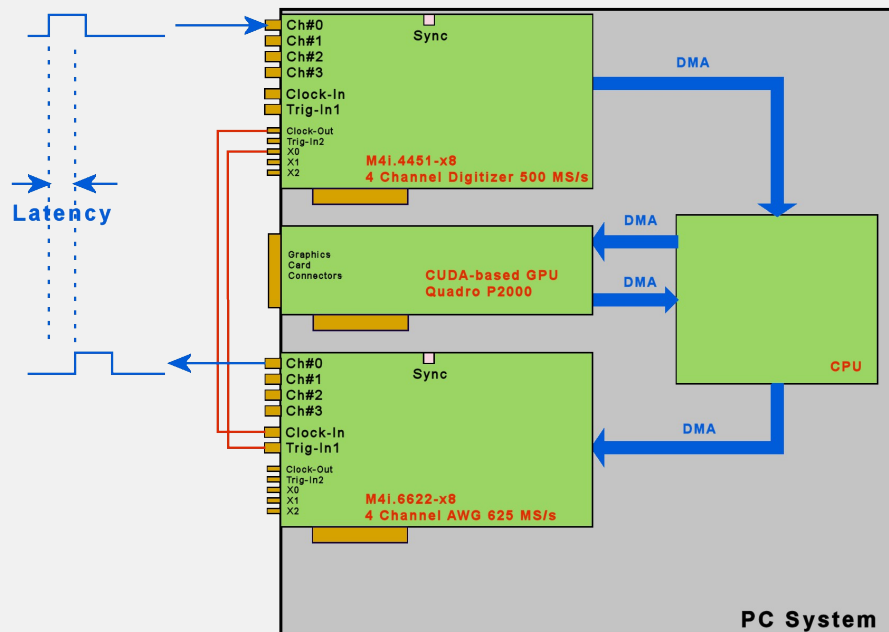 Ch#0
Ch#1
Ch#2
Ch#3
Clock-In
Trig-In1
Clock-Out
Trig-In2
X0
X1
X2
Sync
M4i.4451-x8
4 Channel Digitizer 500 MS/s
DMA
Latency
Graphics
Card
Connectors
CUDA-based GPU
Quadro P2000
DMA
DMA
CPU
Ch#0
Ch#1
Ch#2
Ch#3
Clock-In
Trig-In1
Clock-Out
Trig-In2
X0
X1
X2
Sync
M4i.6622-x8
4 Channel AWG 625 MS/s
DMA
PC System